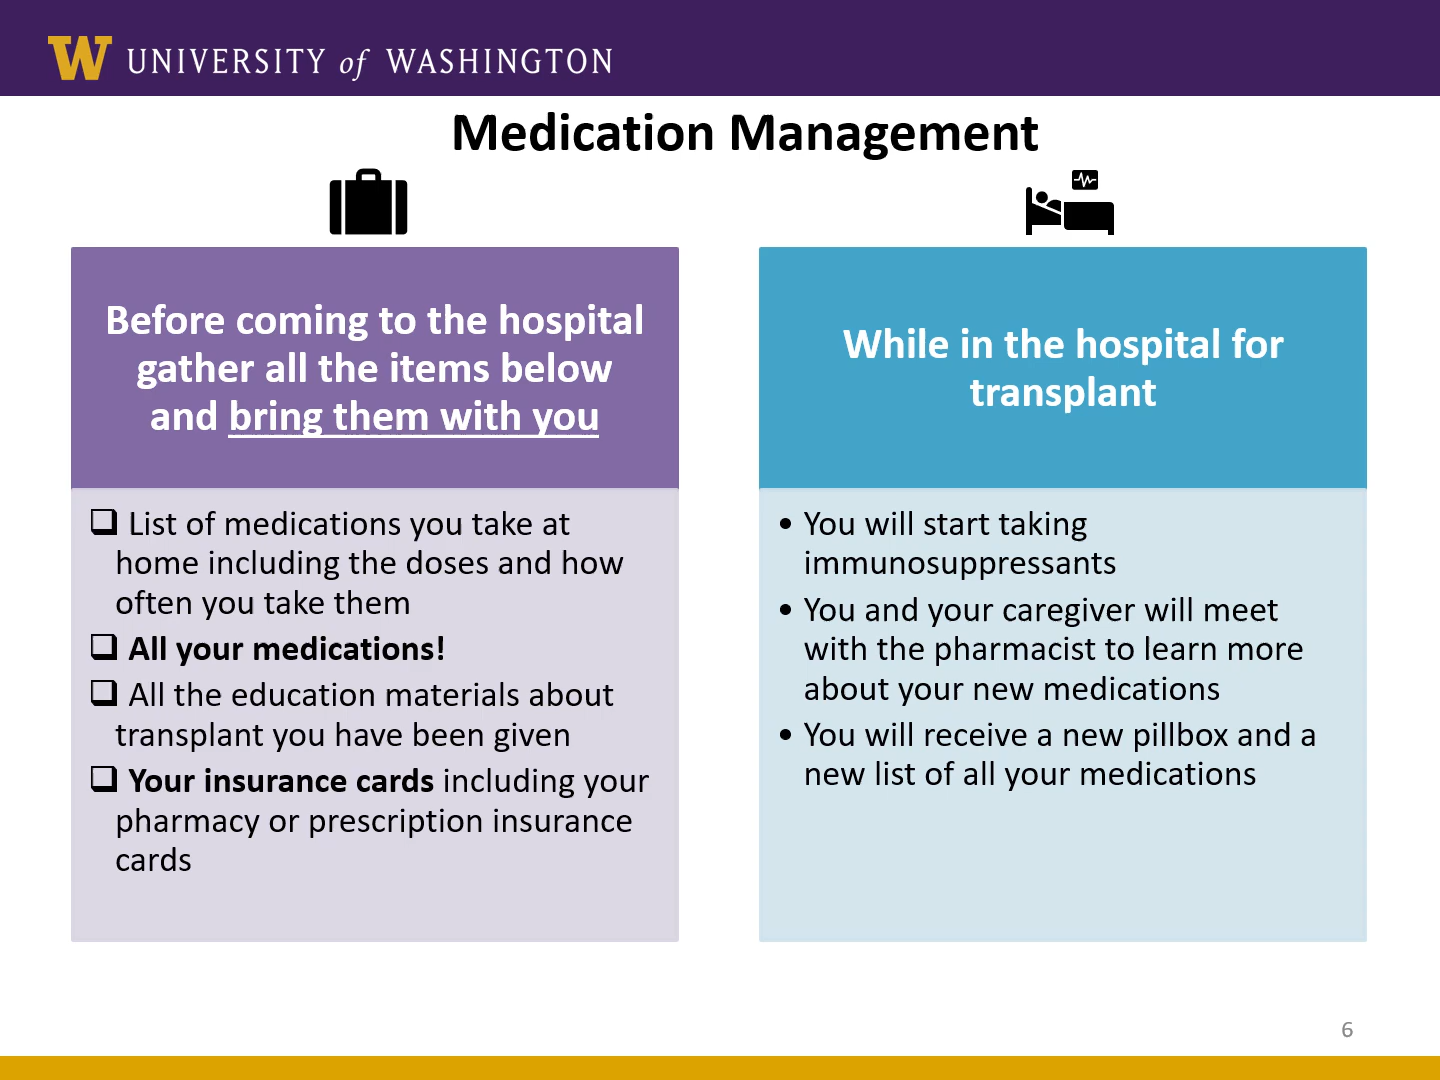 W UNIVERSITY of WASHINGTON
Medication Management
Before coming to the hospital
gather all the items below
and bring them with you
❑ List of medications you take at
home including the doses and how
often you take them
❑ All your medications!
❑ All the education materials about
transplant you have been given
❑ Your insurance cards including your
pharmacy or prescription insurance
cards
While in the hospital for
transplant
• You will start taking
immunosuppressants
• You and your caregiver will meet
with the pharmacist to learn more
about your new medications
• You will receive a new pillbox and a
new list of all your medications
6